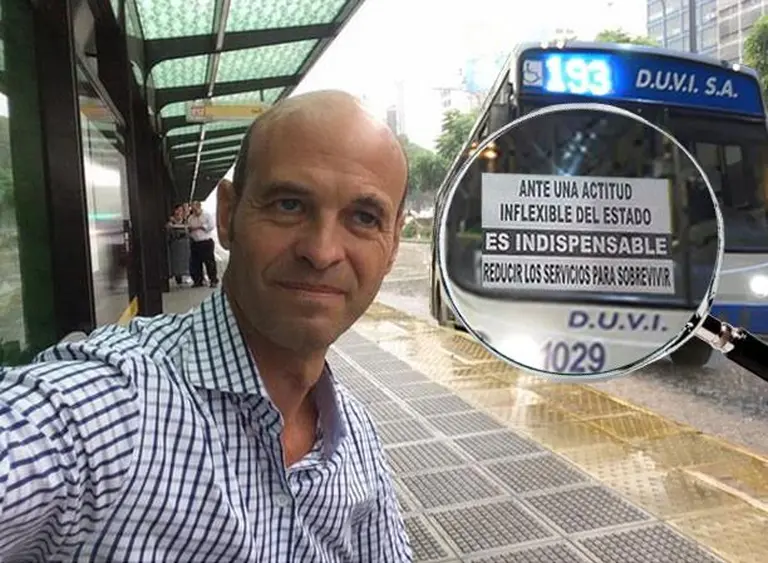 193 D.U.V.I. S.A.
ANTE UNA ACTITUD
INFLEXIBLE DEL ESTADO
ES INDISPENSABLE
REDUCIR LOS SERVICIOS PARA SOBREVIVIR
D.U.V.I.
1029